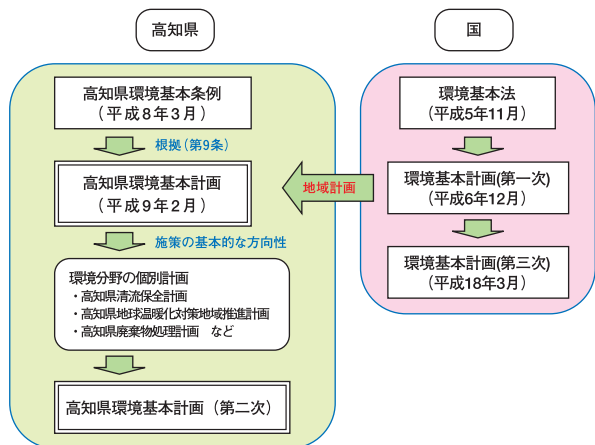 高知県
国
高知県環境基本条例
（平成8年3月）
根拠（第9条）
高知県環境基本計画
（平成9年2月）
施策の基本的な方向性
環境分野の個別計画
・高知県清流保全計画
・高知県地球温暖化対策地域推進計画
・高知県廃棄物処理計画　など
高知県環境基本計画（第二次）
地域計画
環境基本法
（平成5年11月）
環境基本計画(第一次)
（平成6年12月）
環境基本計画(第三次)
（平成18年3月）